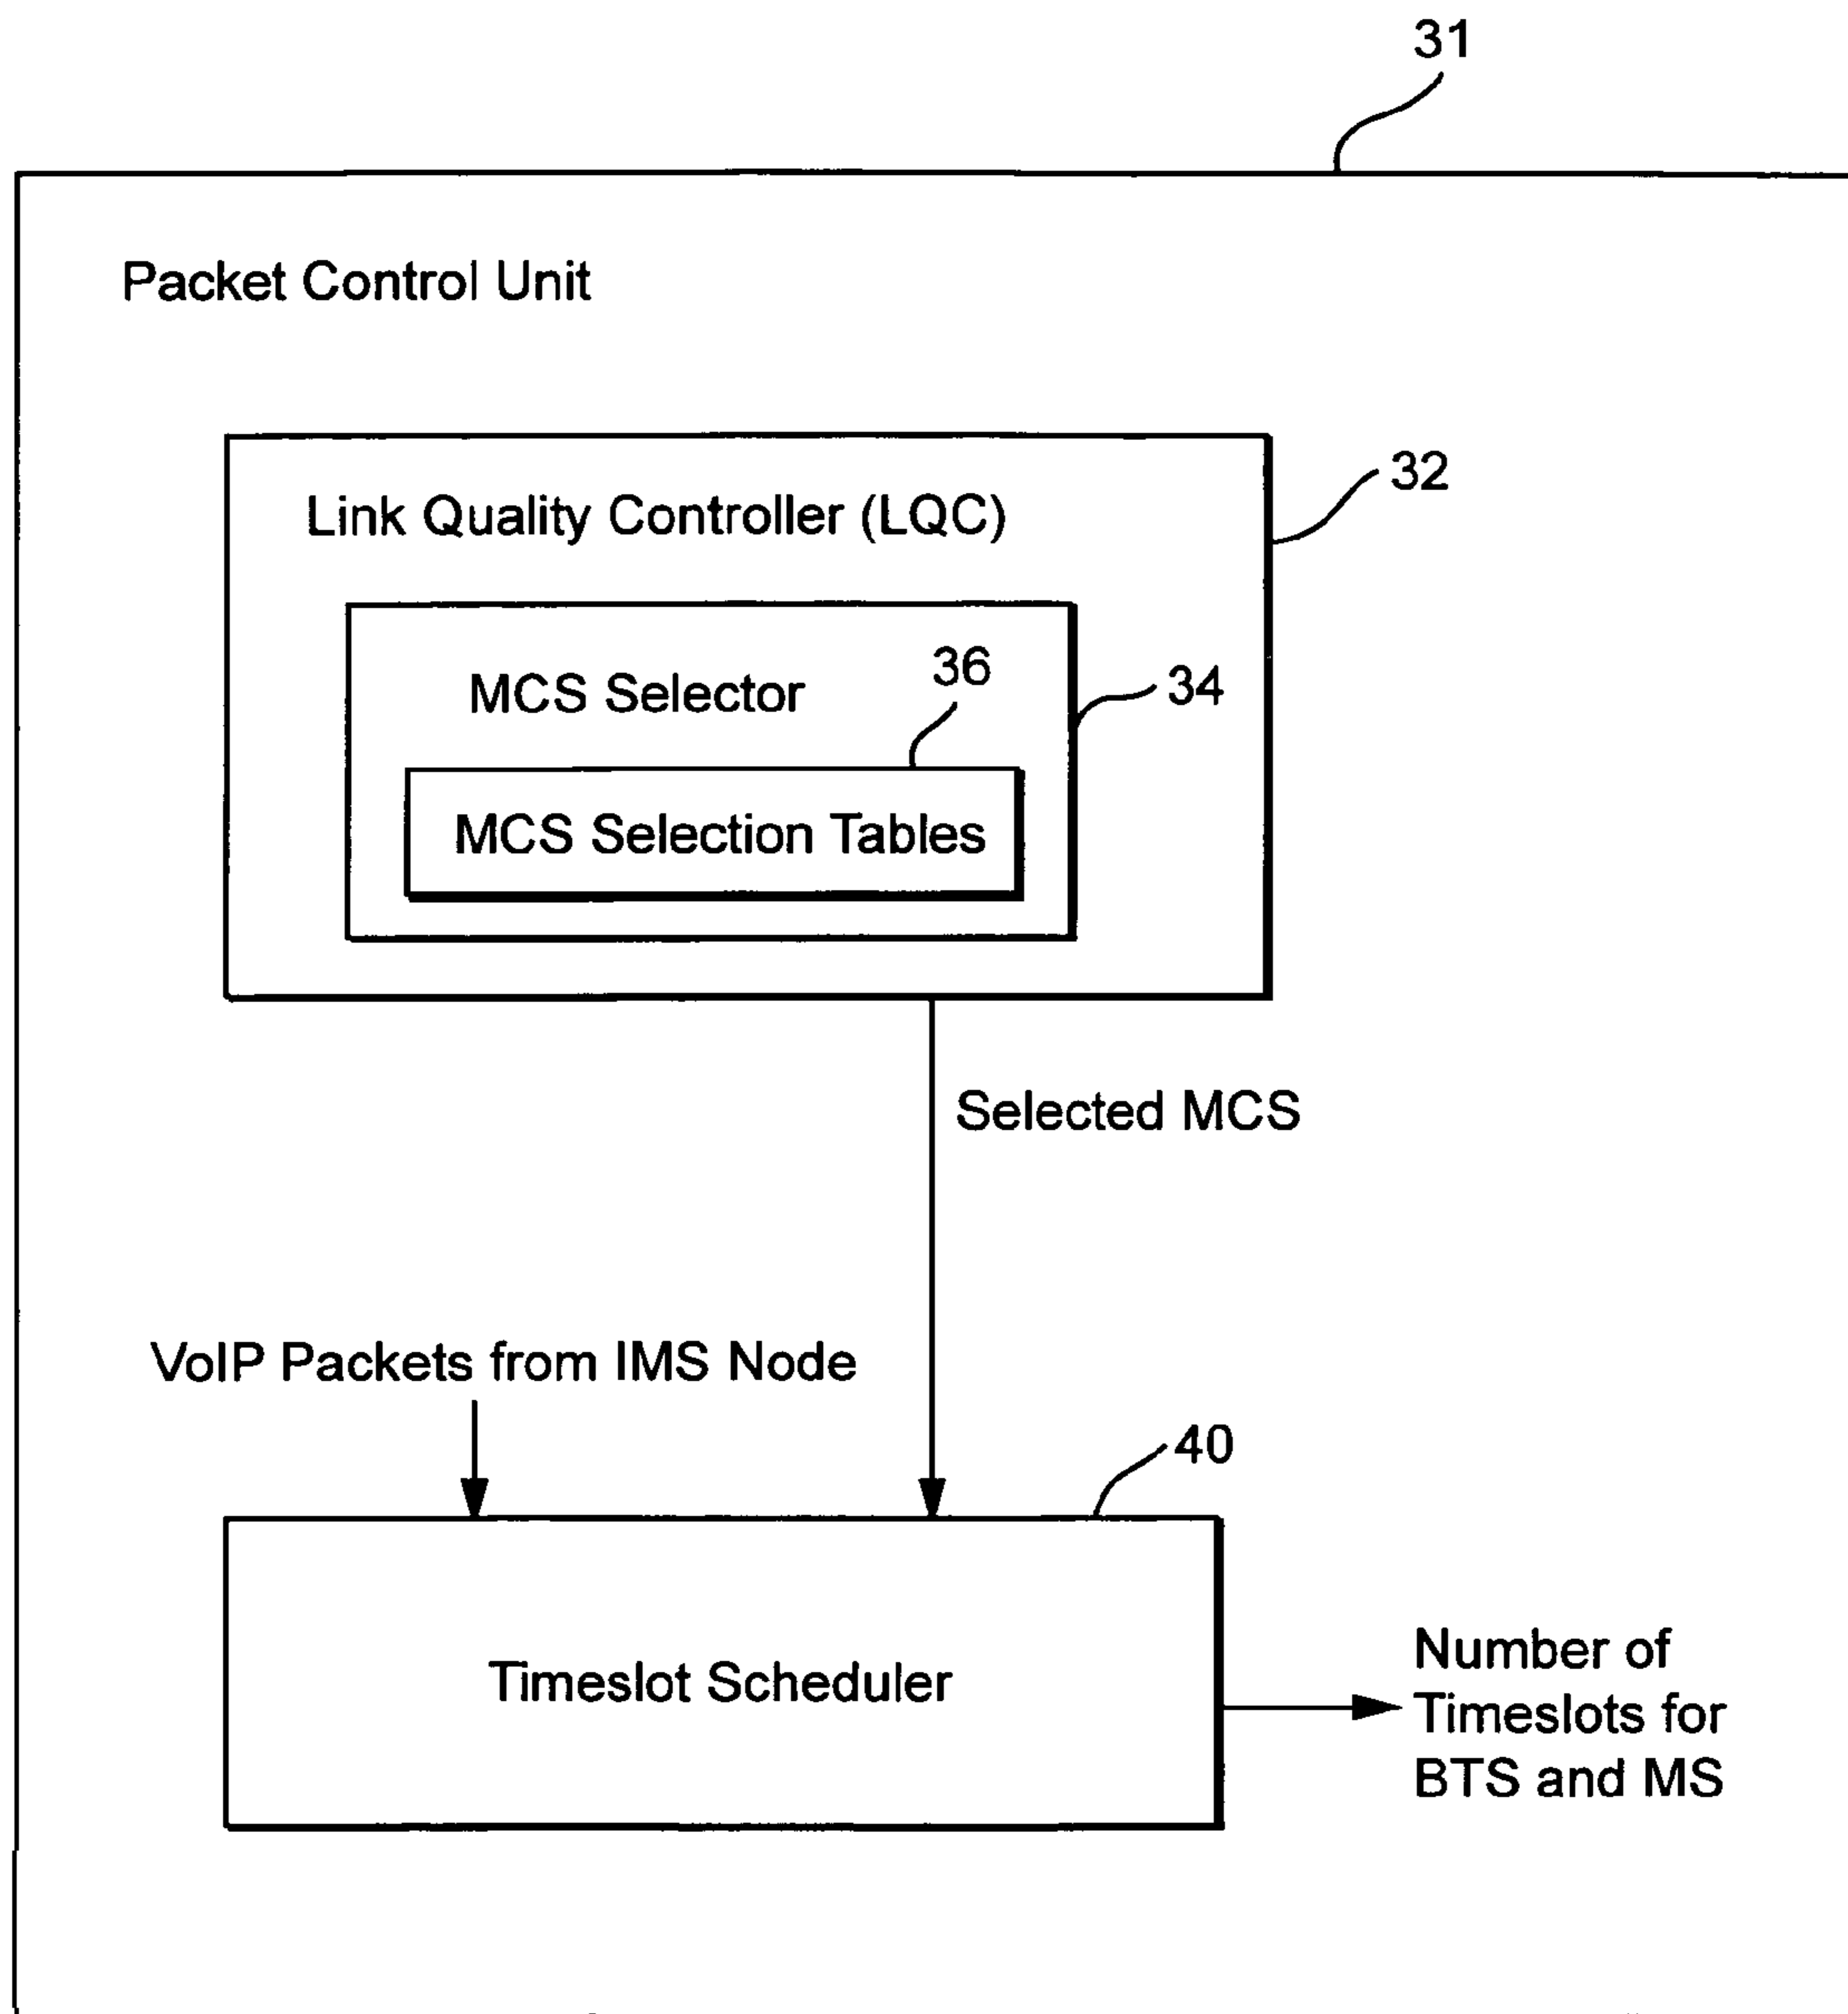 31
Packet Control Unit
32
Link Quality Controller (LQC)
36
MCS Selector
34
MCS Selection Tables
Selected MCS
VoIP Packets from IMS Node
40
Timeslot Scheduler
Number of
Timeslots for
BTS and MS